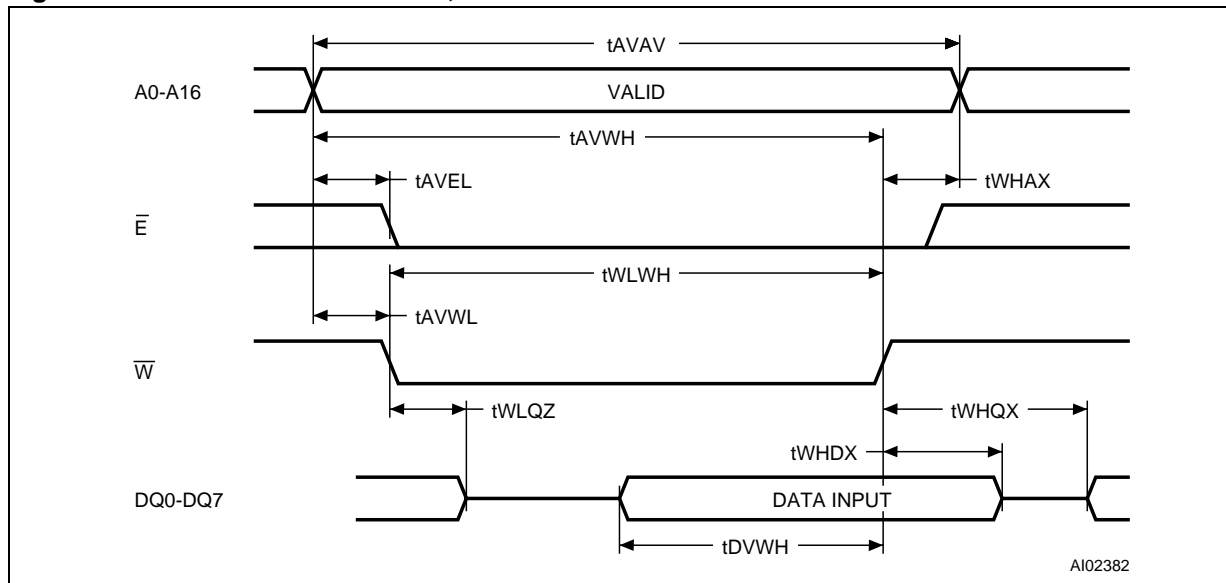 tAVAV
A0-A16
VALID
tAVWH
tAVEL
tWHAX
E̅
tWLWH
tAVWL
W̅
tWLQZ
tWHQX
tWHDX
DQ0-DQ7
DATA INPUT
tDVWH
AI02382